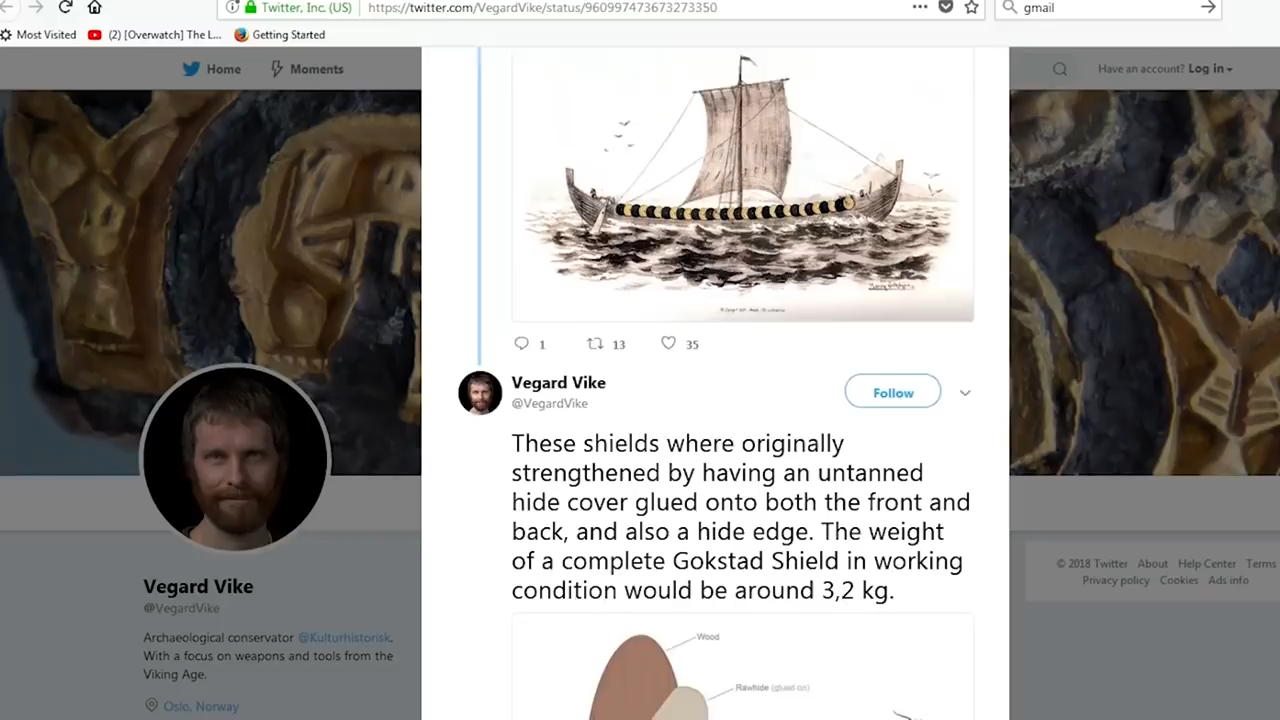 Twitter, Inc. (US)
https://twitter.com/VegardVike/status/960997473673273350
gmail
Most Visited
(2) [Overwatch] The L...
Getting Started
Home
Moments
Have an account? Log in
1
13
35
Vegard Vike
@VegardVike
Follow
These shields where originally
strengthened by having an untanned
hide cover glued onto both the front and
back, and also a hide edge. The weight
of a complete Gokstad Shield in working
condition would be around 3,2 kg.
Wood
Rawhide (glued on)
Vegard Vike
@VegardVike
Archaeological conservator @Kulturhistorisk.
With a focus on weapons and tools from the
Viking Age.
Oslo, Norway
© 2018 Twitter About Help Center Terms
Privacy policy Cookies Ads info